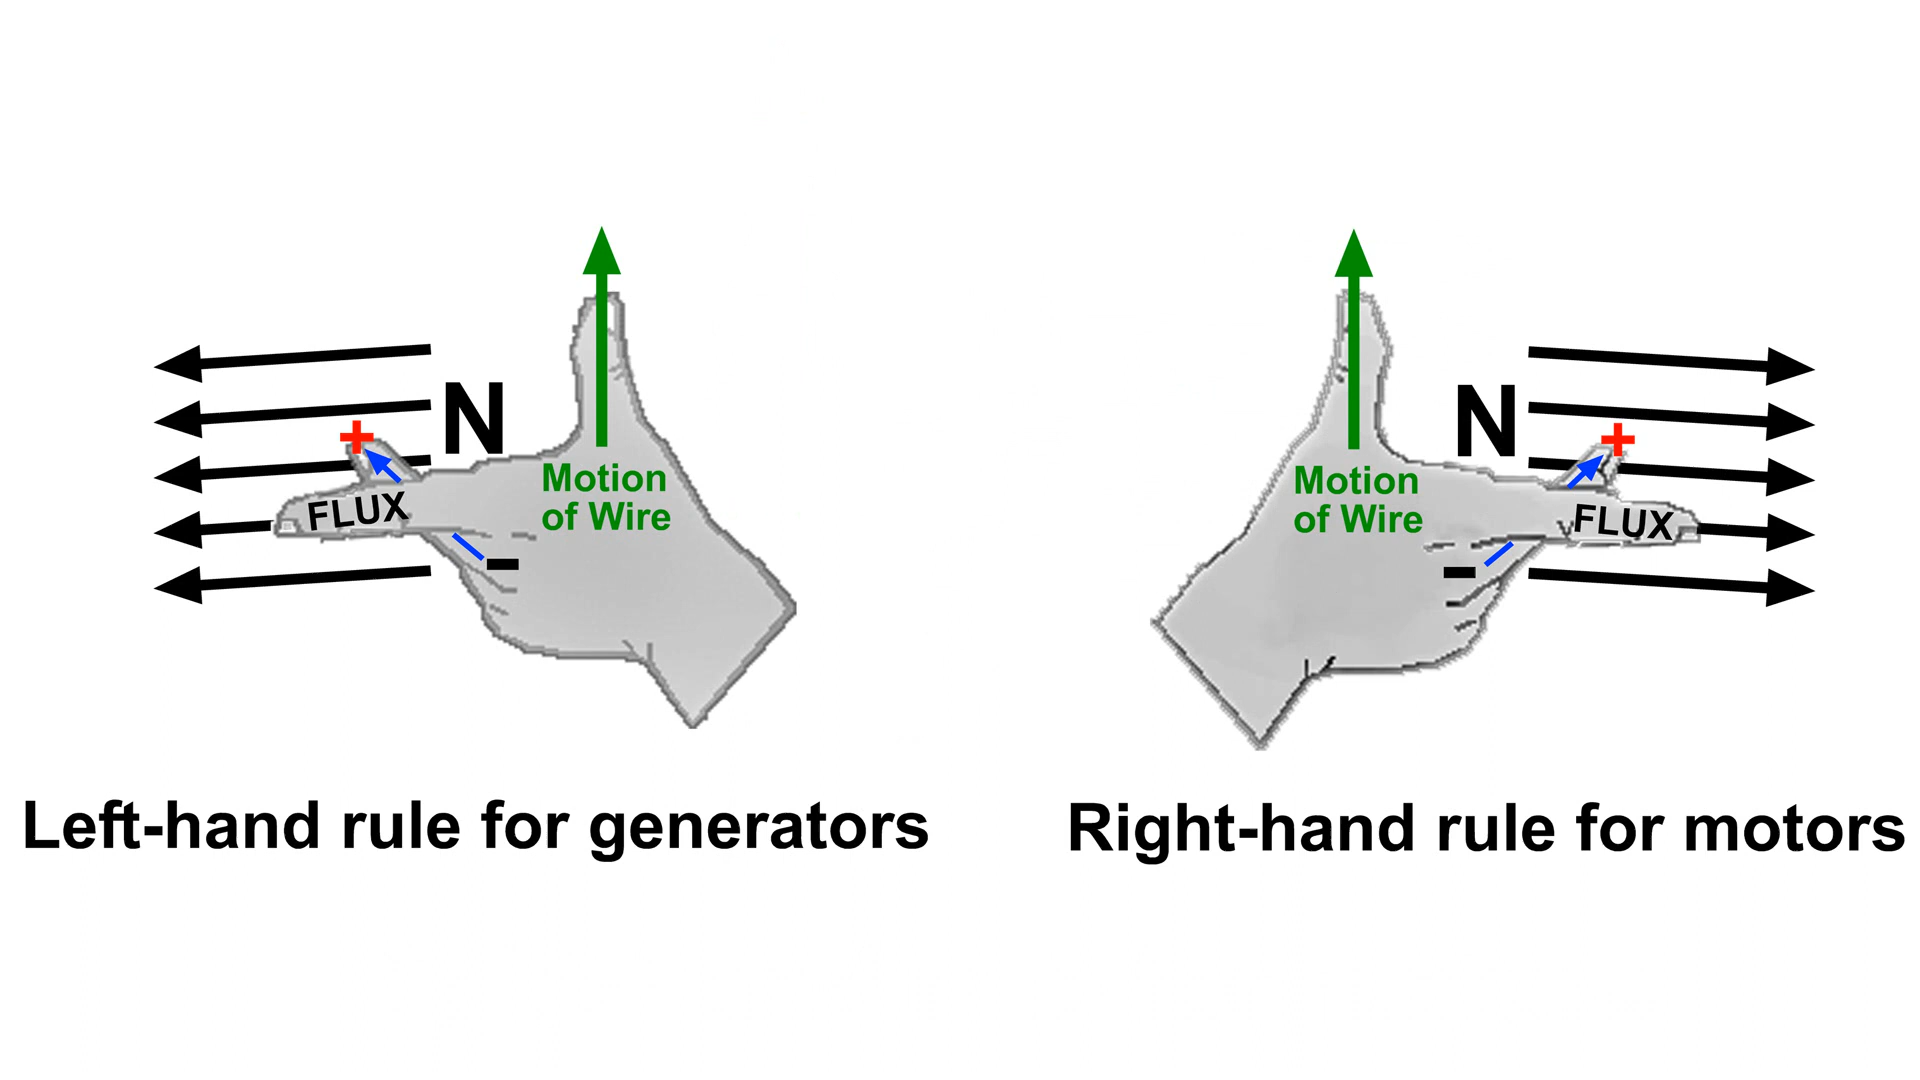 N
+
FLUX
Motion
of Wire
-
Left-hand rule for generators
N
+
FLUX
Motion
of Wire
-
Right-hand rule for motors